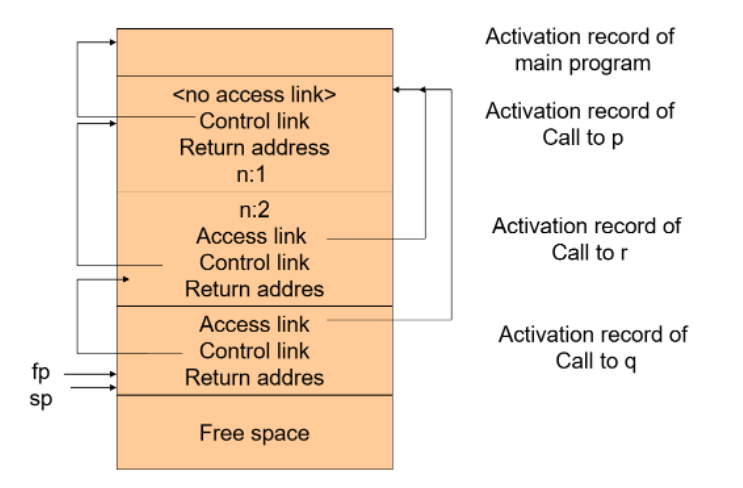 Activation record of
main program
<no access link>
Control link
Return address
n:1
Activation record of
Call to p
n:2
Access link
Control link
Return addres
Activation record of
Call to r
Access link
Control link
Return addres
Activation record of
Call to q
fp
sp
Free space